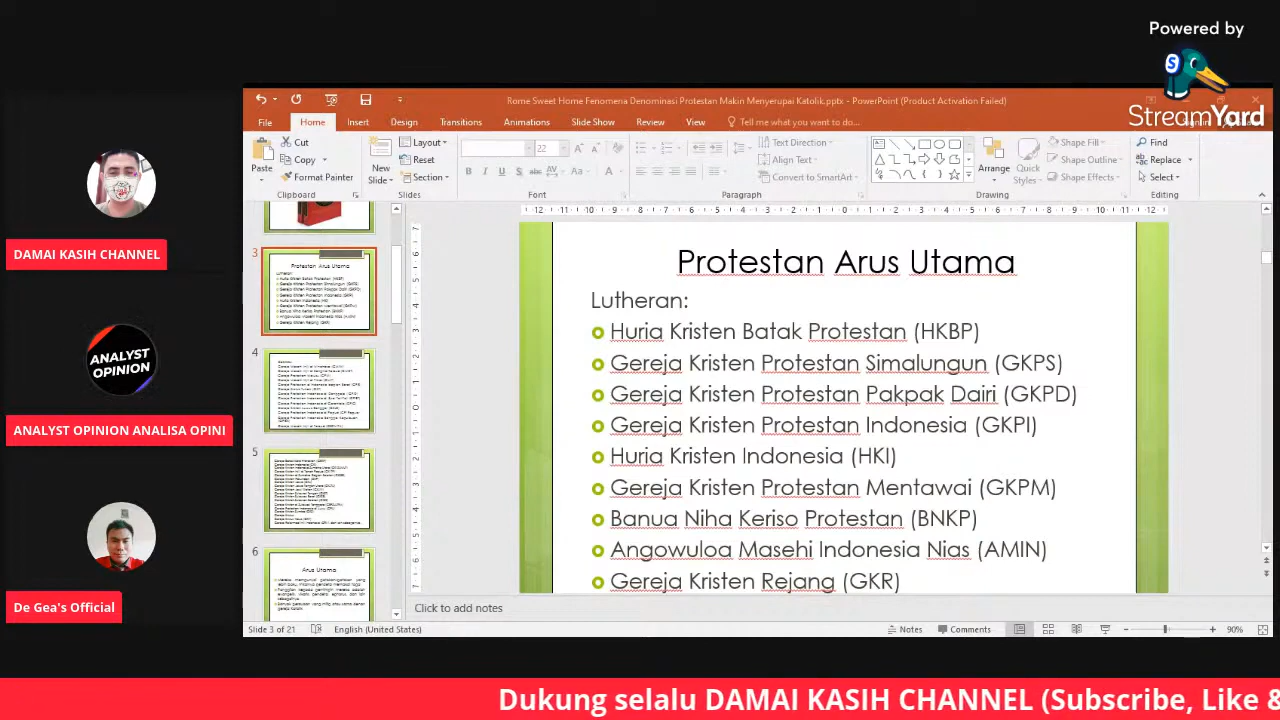 Powered by
StreamYard
Rome Sweet Home Fenomena Denominasi Protestan Makin Menyerupai Katolik.pptx - PowerPoint (Product Activation Failed)
File Home Insert Design Transitions Animations Slide Show Review View Tell me what you want to do...
Paste
Cut
Copy
Format Painter
Clipboard
New Slide
Layout
Reset
Section
Slides
22
Font
Text Direction
Align Text
Convert to SmartArt
Paragraph
Arrange
Quick Styles
Shape Fill
Shape Outline
Shape Effects
Drawing
Find
Replace
Select
Editing
DAMAI KASIH CHANNEL
ANALYST OPINION
ANALYST OPINION ANALISA OPINI
De Gea's Official
3
4
5
6
Arus Utama
Protestan Arus Utama
Lutheran:
Huria Kristen Batak Protestan (HKBP)
Gereja Kristen Protestan Simalungun (GKPS)
Gereja Kristen Protestan Pakpak Dairi (GKPD)
Gereja Kristen Protestan Indonesia (GKPI)
Huria Kristen Indonesia (HKI)
Gereja Kristen Protestan Mentawai (GKPM)
Banua Niha Keriso Protestan (BNKP)
Angowuloa Masehi Indonesia Nias (AMIN)
Gereja Kristen Rejang (GKR)
Click to add notes
Slide 3 of 21 English (United States) Notes Comments 90%
Dukung selalu DAMAI KASIH CHANNEL (Subscribe, Like &